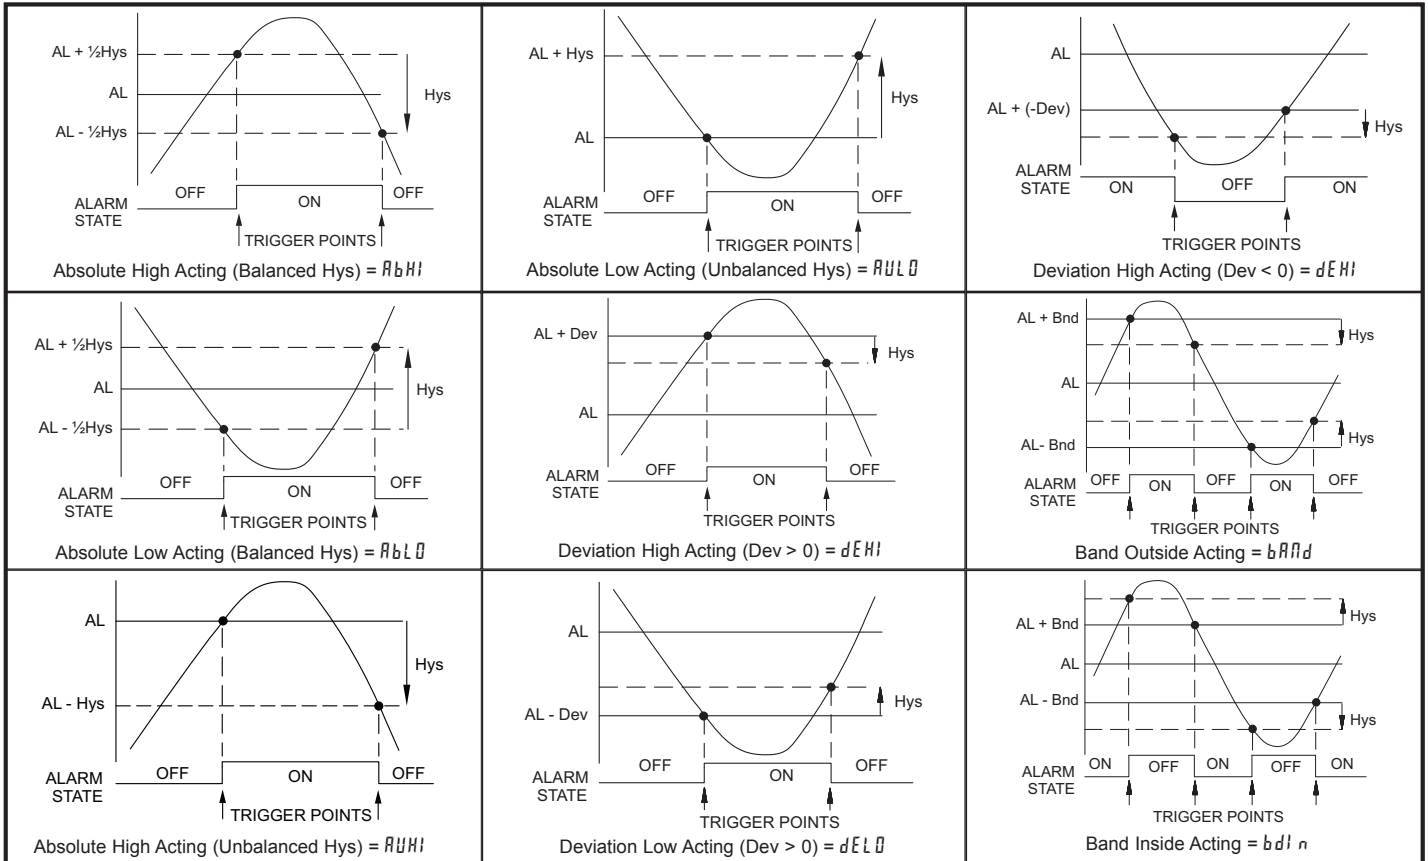 AL + ½Hys
AL
AL - ½Hys
Hys
OFF
ON
OFF
ALARM STATE
TRIGGER POINTS
Absolute High Acting (Balanced Hys) = AbHI
AL + Hys
AL
Hys
OFF
ON
OFF
ALARM STATE
TRIGGER POINTS
Absolute Low Acting (Unbalanced Hys) = AULO
AL
AL + (-Dev)
Hys
ALARM STATE
ON
OFF
ON
TRIGGER POINTS
Deviation High Acting (Dev < 0) = dEHI
AL + ½Hys
AL
AL - ½Hys
Hys
OFF
ON
OFF
ALARM STATE
TRIGGER POINTS
Absolute Low Acting (Balanced Hys) = AbLO
AL + Dev
Hys
AL
OFF
ON
OFF
ALARM STATE
TRIGGER POINTS
Deviation High Acting (Dev > 0) = dEHI
AL + Bnd
Hys
AL
AL- Bnd
Hys
ALARM STATE
OFF
ON
OFF
ON
OFF
TRIGGER POINTS
Band Outside Acting = bANd
AL
Hys
AL - Hys
OFF
ON
OFF
ALARM STATE
TRIGGER POINTS
Absolute High Acting (Unbalanced Hys) = AUHI
AL
AL - Dev
Hys
OFF
ON
OFF
ALARM STATE
TRIGGER POINTS
Deviation Low Acting (Dev > 0) = dELO
Hys
AL + Bnd
AL
AL - Bnd
Hys
ALARM STATE
ON
OFF
ON
OFF
ON
TRIGGER POINTS
Band Inside Acting = bdIn